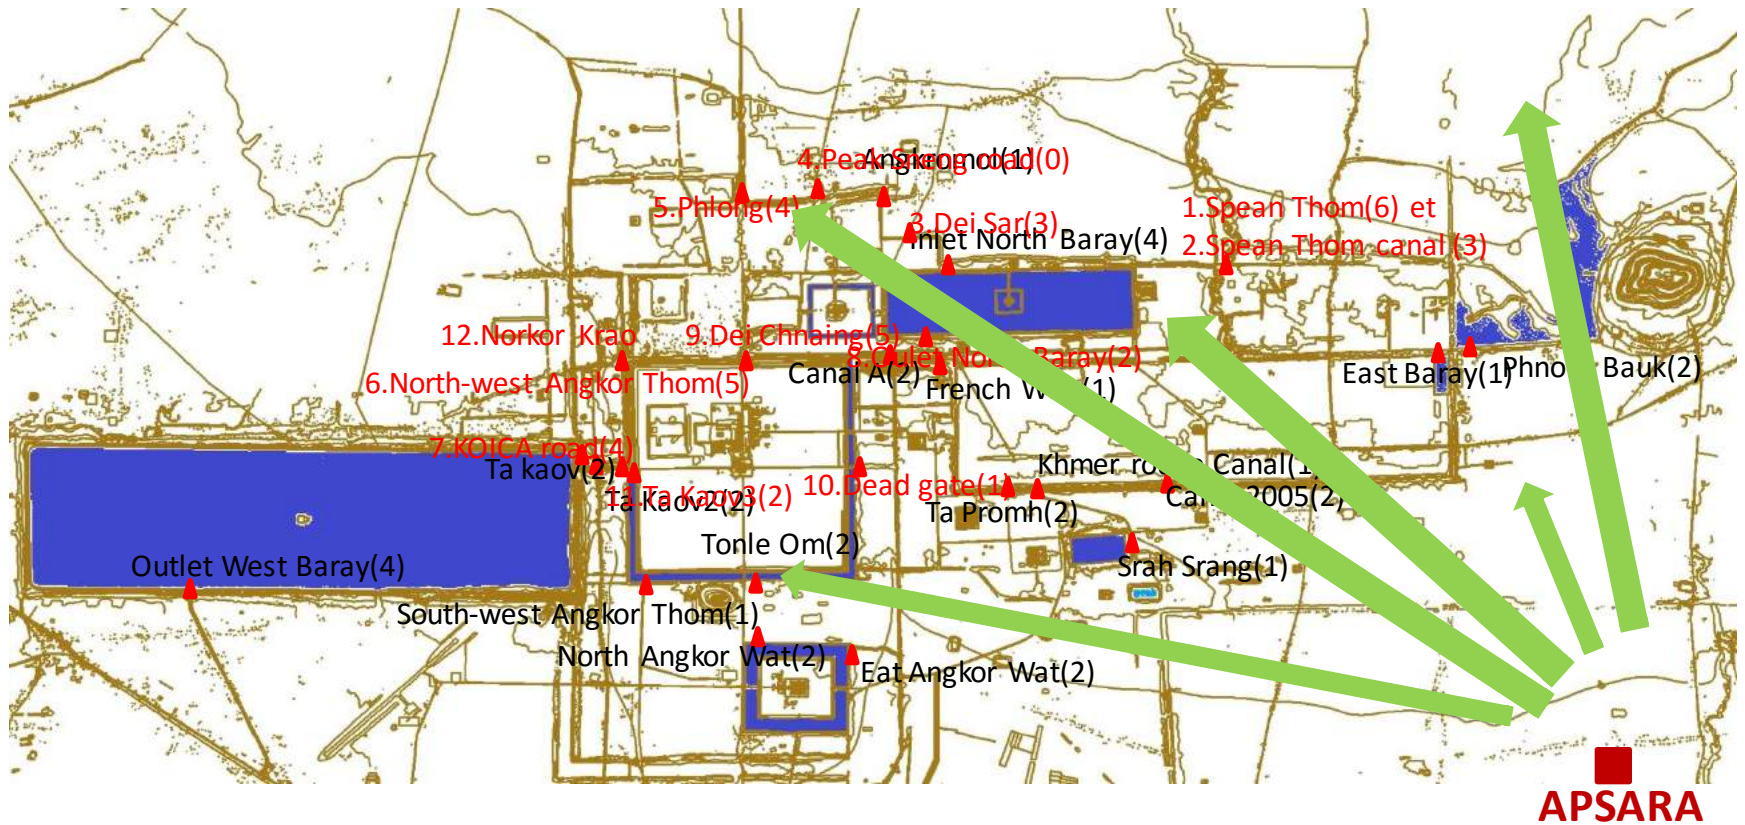 4.Peak Sneng road(0)
Angkrornol(1)
5.Phlong(4)
3.Dei Sar(3)
Inlet North Baray(4)
1.Spean Thom(6) et
2.Spean Thom canal (3)
12.Norkor Krao
9.Dei Chnaing(5)
8.Oulet North Baray(2)
Canal A(2)
French Weir(1)
East Baray(1)
Phnom Bauk(2)
6.North-west Angkor Thom(5)
7.KOICA road(4)
Ta kaov(2)
Ta Kaov2(2)
11.Ta Kaov3(2)
10.Dead gate(1)
Khmer rouge Canal(1)
Canal 2005(2)
Ta Promh(2)
Tonle Om(2)
Outlet West Baray(4)
Srah Srang(1)
South-west Angkor Thom(1)
North Angkor Wat(2)
Eat Angkor Wat(2)
APSARA